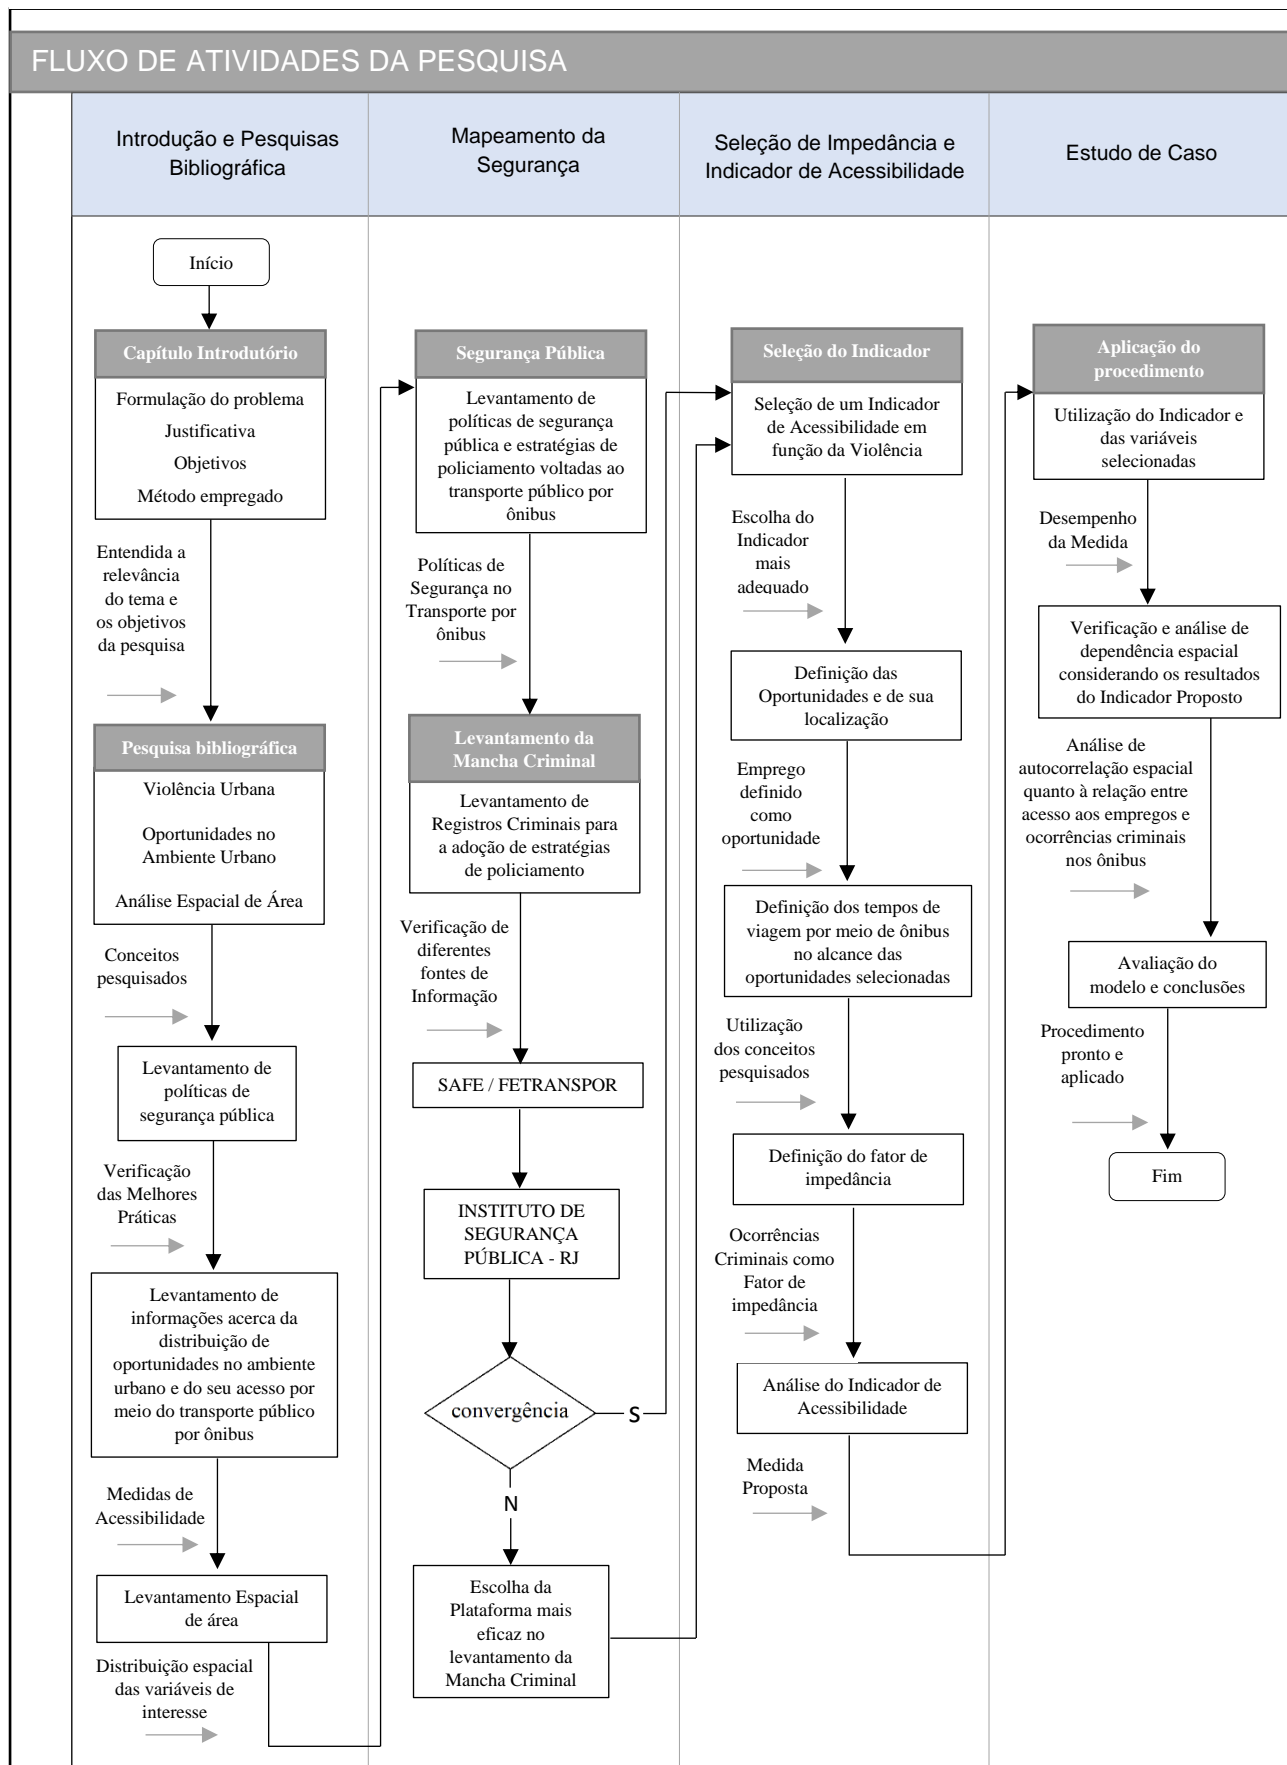 FLUXO DE ATIVIDADES DA PESQUISA
Introdução e Pesquisas
Bibliográfica
Mapeamento da
Segurança
Seleção de Impedância e
Indicador de Acessibilidade
Estudo de Caso
Início
Capítulo Introdutório
Formulação do problema
Justificativa
Objetivos
Método empregado
Entendida a
relevância
do tema e
os objetivos
da pesquisa
Pesquisa bibliográfica
Violência Urbana
Oportunidades no
Ambiente Urbano
Análise Espacial de Área
Conceitos
pesquisados
Levantamento de
políticas de
segurança pública
Verificação
das Melhores
Práticas
Levantamento de
informações acerca da
distribuição de
oportunidades no ambiente
urbano e do seu acesso por
meio do transporte público
por ônibus
Medidas de
Acessibilidade
Levantamento Espacial
de área
Distribuição espacial
das variáveis de
interesse
Segurança Pública
Levantamento de
políticas de segurança
pública e estratégias de
policiamento voltadas ao
transporte público por
ônibus
Políticas de
Segurança no
Transporte por
ônibus
Levantamento da
Mancha Criminal
Levantamento de
Registros Criminais para
a adoção de estratégias
de policiamento
Verificação de
diferentes
fontes de
Informação
SAFE / FETRANSPOR
INSTITUTO DE
SEGURANÇA
PÚBLICA - RJ
convergência
S
N
Escolha da
Plataforma mais
eficaz no
levantamento da
Mancha Criminal
Seleção do Indicador
Seleção de um Indicador
de Acessibilidade em
função da Violência
Escolha do
Indicador
mais
adequado
Definição das
Oportunidades e de sua
localização
Emprego
definido
como
oportunidade
Definição dos tempos de
viagem por meio de ônibus
no alcance das
oportunidades selecionadas
Utilização
dos conceitos
pesquisados
Definição do fator de
impedância
Ocorrências
Criminais como
Fator de
impedância
Análise do Indicador de
Acessibilidade
Medida
Proposta
Aplicação do
procedimento
Utilização do Indicador e
das variáveis
selecionadas
Desempenho
da Medida
Verificação e análise de
dependência espacial
considerando os resultados
do Indicador Proposto
Análise de
autocorrelação espacial
quanto à relação entre
acesso aos empregos e
ocorrências criminais
nos ônibus
Avaliação do
modelo e conclusões
Procedimento
pronto e
aplicado
Fim